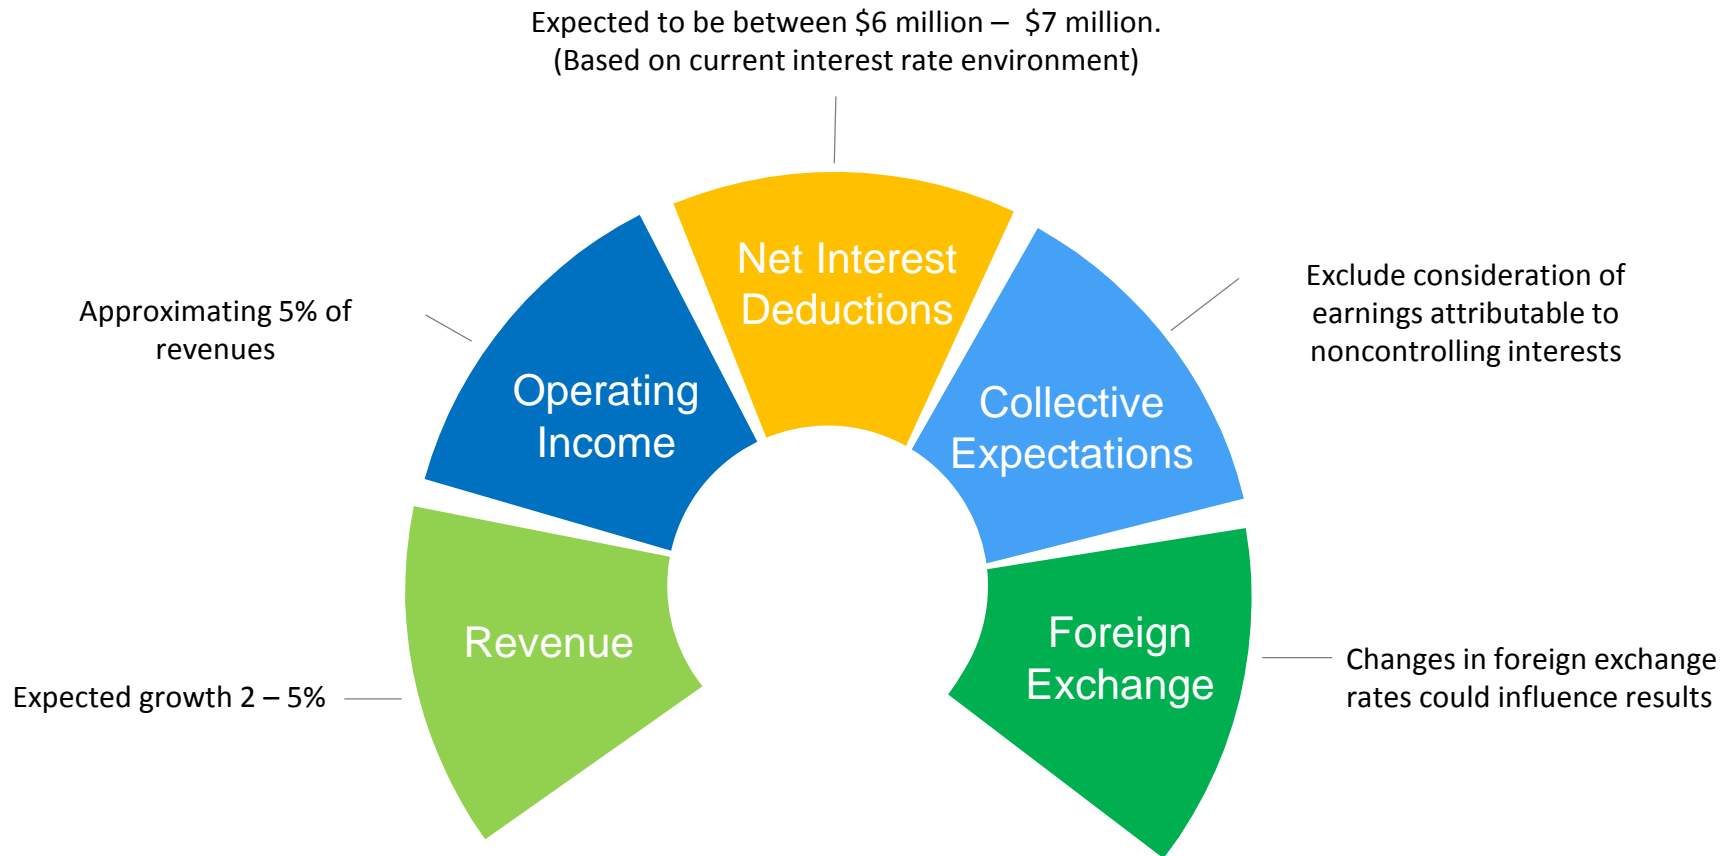 Expected to be between $6 million – $7 million.
(Based on current interest rate environment)
Net Interest
Deductions
Approximating 5% of
revenues
Operating
Income
Exclude consideration of
earnings attributable to
noncontrolling interests
Collective
Expectations
Revenue
Expected growth 2 – 5%
Foreign
Exchange
Changes in foreign exchange
rates could influence results